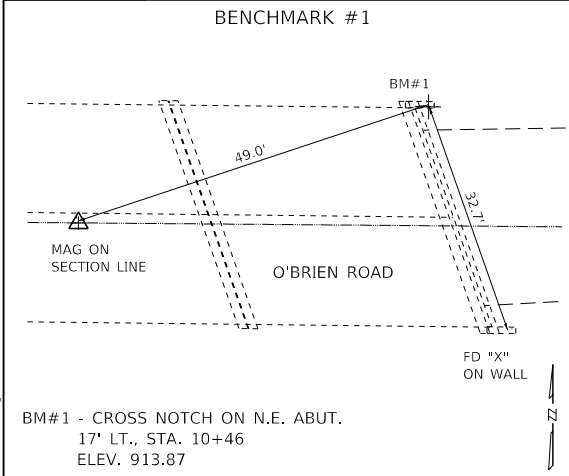 BENCHMARK #1
BM#1
49.0'
32.7'
MAG ON
SECTION LINE
O'BRIEN ROAD
FD "X"
ON WALL
BM#1 - CROSS NOTCH ON N.E. ABUT.
17' LT., STA. 10+46
ELEV. 913.87
N